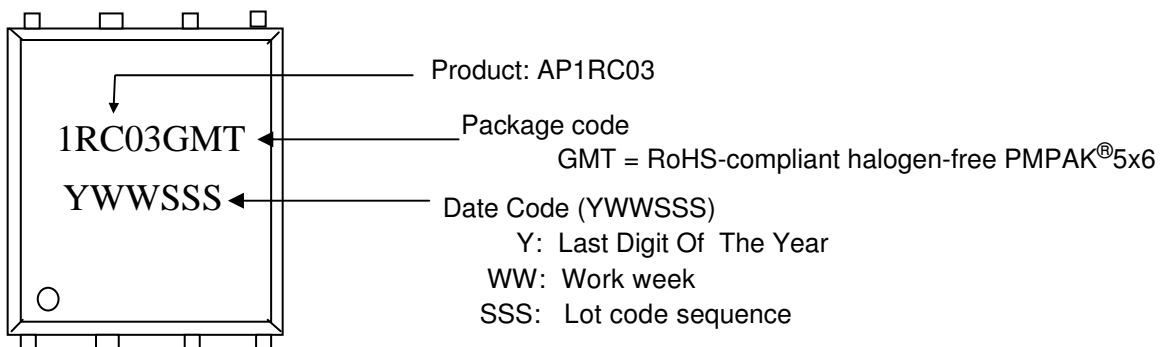 Product: AP1RC03
1RC03GMT
Package code
GMT = RoHS-compliant halogen-free PMPAK®5x6
YWWSSS
Date Code (YWWSSS)
Y: Last Digit Of The Year
WW: Work week
SSS: Lot code sequence